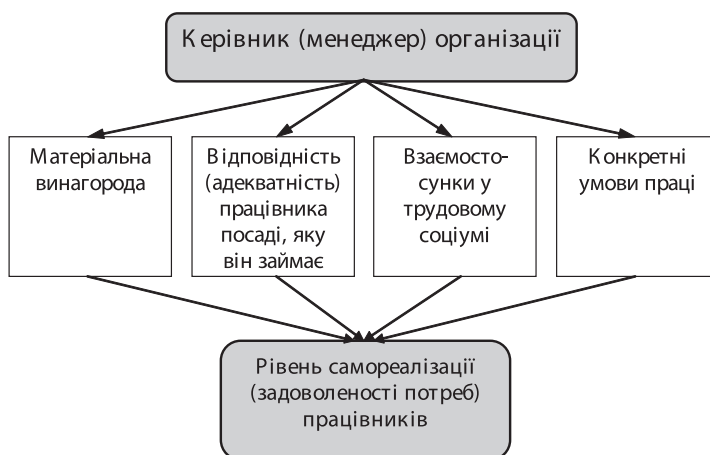 Керівник (менеджер) організації
Матеріальна
винагорода
Відповідність
(адекватність)
працівника
посаді, яку
він займає
Взаємосто-
сунки у
трудовому
соціумі
Конкретні
умови праці
Рівень самореалізації
(задоволеності потреб)
працівників